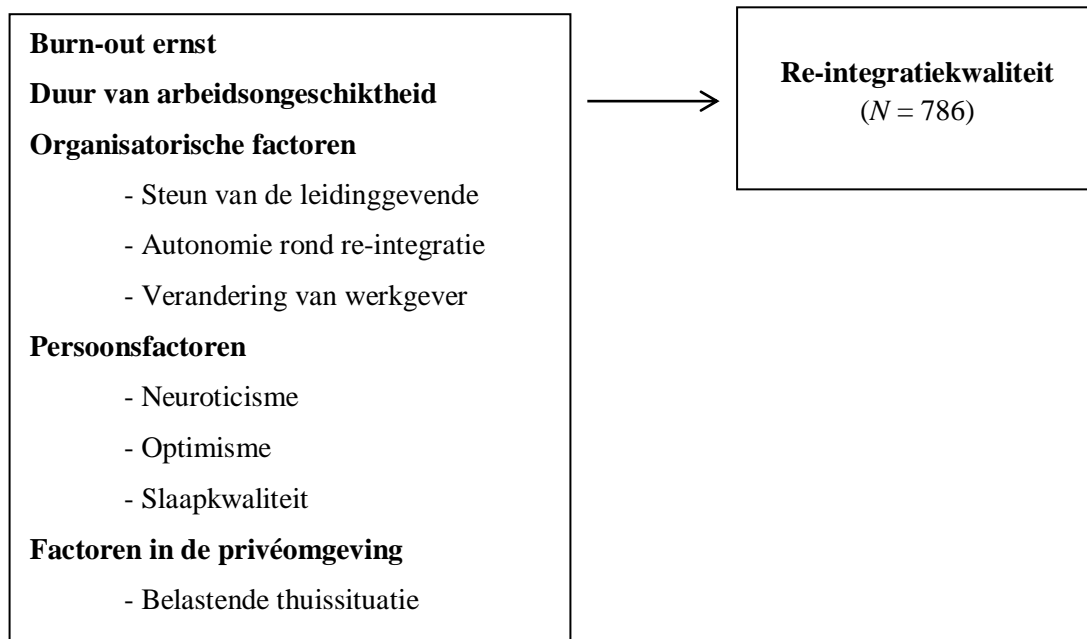 Burn-out ernst
Duur van arbeidsongeschiktheid
Organisatorische factoren
- Steun van de leidinggevende
- Autonomie rond re-integratie
- Verandering van werkgever
Persoonsfactoren
- Neuroticisme
- Optimisme
- Slaapkwaliteit
Factoren in de privéomgeving
- Belastende thuissituatie
Re-integratiekwaliteit
(N = 786)